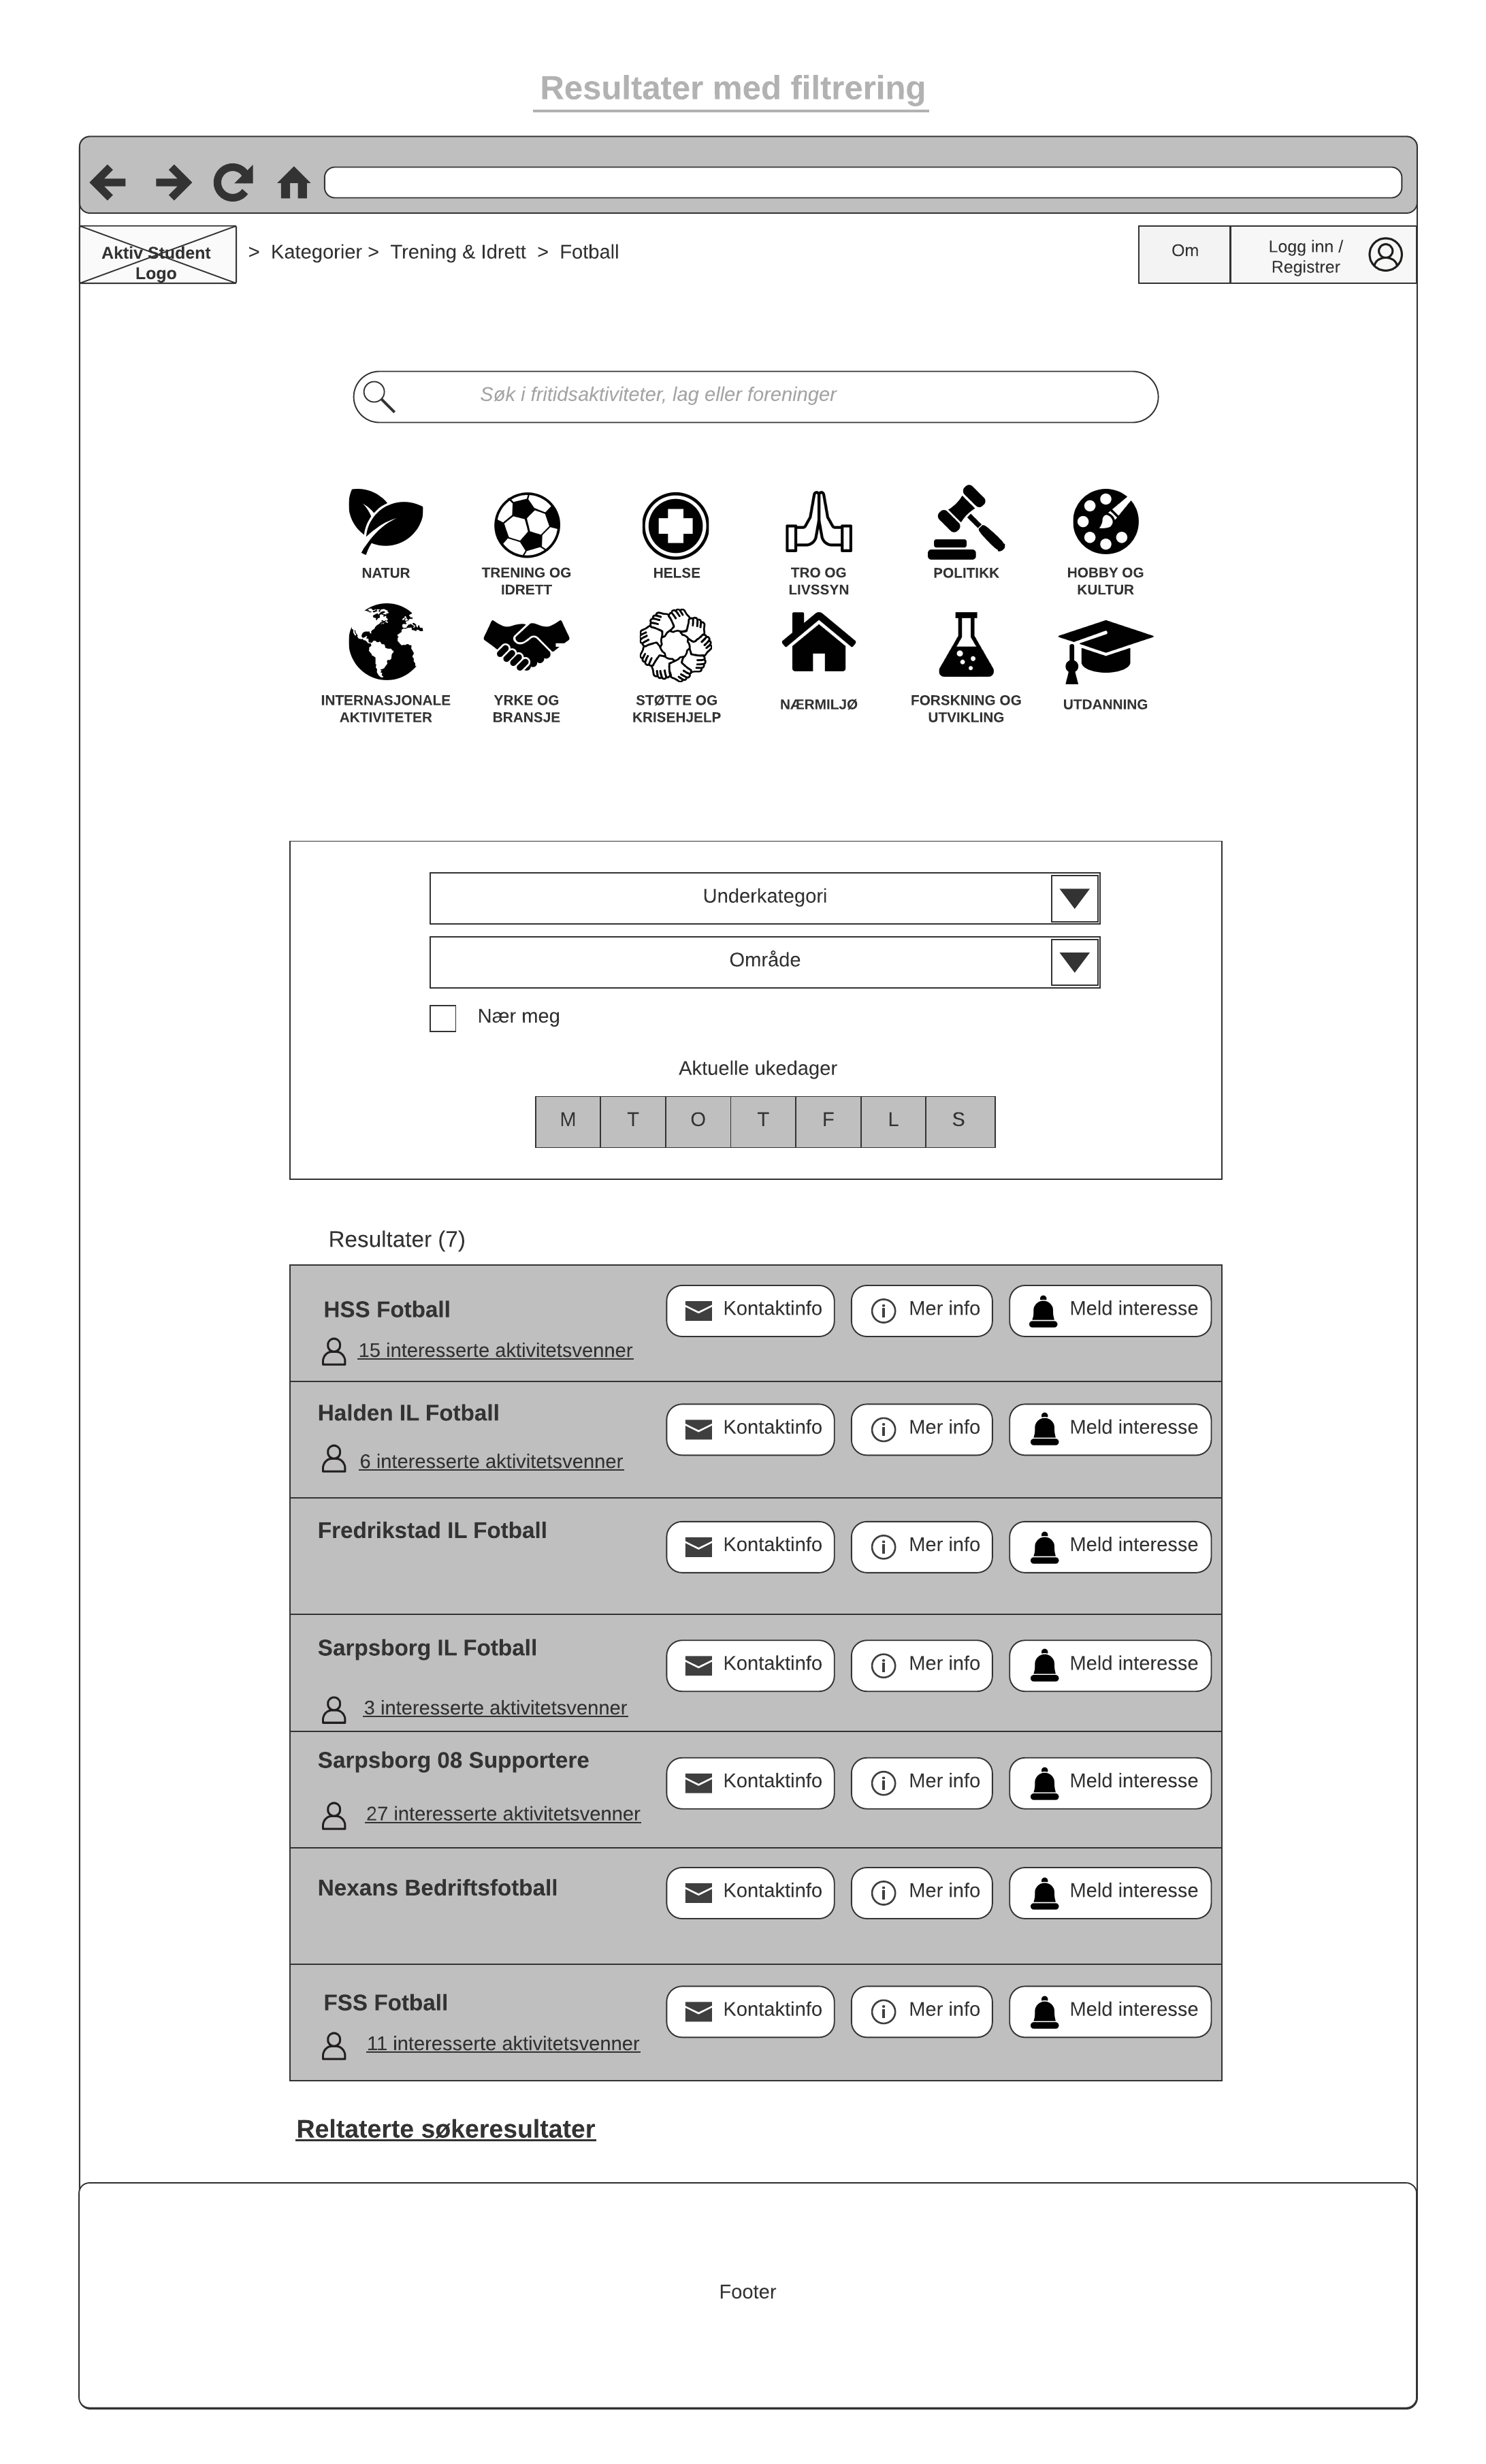 Resultater med filtrering
Aktiv Student
Logo
> Kategorier > Trening & Idrett > Fotball
Om
Logg inn /
Registrer
Søk i fritidsaktiviteter, lag eller foreninger
NATUR
TRENING OG
IDRETT
HELSE
TRO OG
LIVSSYN
POLITIKK
HOBBY OG
KULTUR
INTERNASJONALE
AKTIVITETER
YRKE OG
BRANSJE
STØTTE OG
KRISEHJELP
NÆRMILJØ
FORSKNING OG
UTVIKLING
UTDANNING
Underkategori
Område
Nær meg
Aktuelle ukedager
M T O T F L S
Resultater (7)
HSS Fotball
Kontaktinfo
Mer info
Meld interesse
15 interesserte aktivitetsvenner
Halden IL Fotball
Kontaktinfo
Mer info
Meld interesse
6 interesserte aktivitetsvenner
Fredrikstad IL Fotball
Kontaktinfo
Mer info
Meld interesse
Sarpsborg IL Fotball
Kontaktinfo
Mer info
Meld interesse
3 interesserte aktivitetsvenner
Sarpsborg 08 Supportere
Kontaktinfo
Mer info
Meld interesse
27 interesserte aktivitetsvenner
Nexans Bedriftsfotball
Kontaktinfo
Mer info
Meld interesse
FSS Fotball
Kontaktinfo
Mer info
Meld interesse
11 interesserte aktivitetsvenner
Reltaterte søkeresultater
Footer